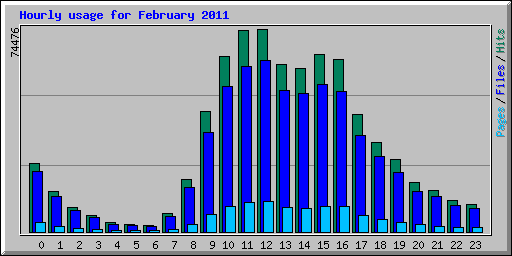 Hourly usage for February 2011
74476
Pages / Files / Hits
0 1 2 3 4 5 6 7 8 9 10 11 12 13 14 15 16 17 18 19 20 21 22 23